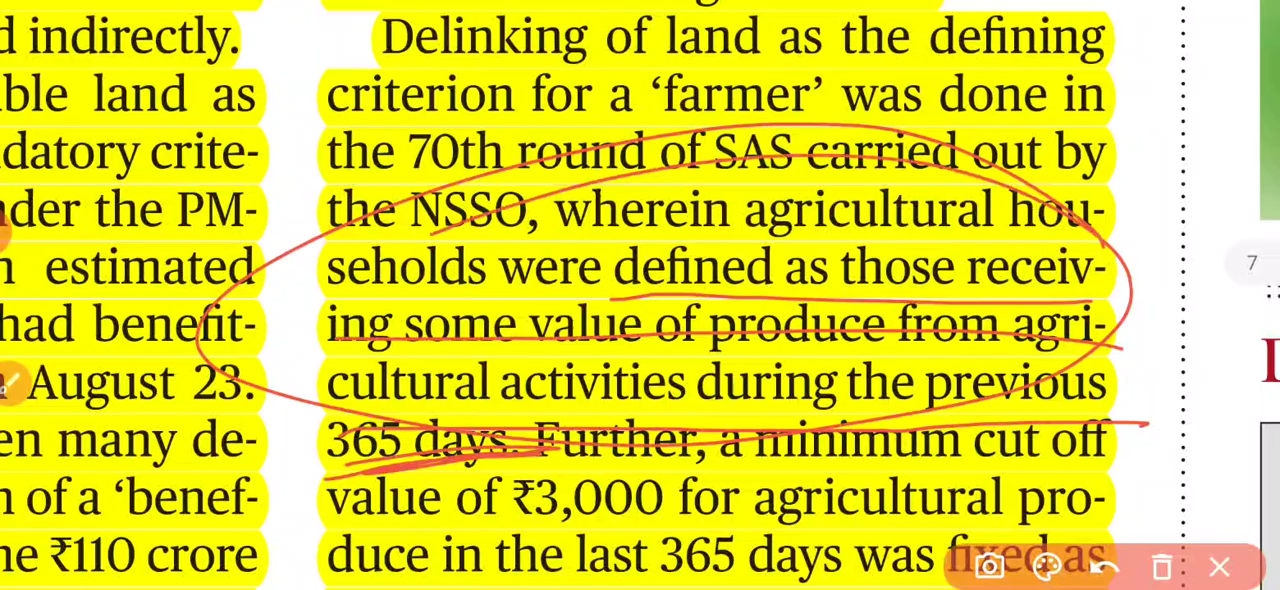 d indirectly.
ble land as
datory crite-
der the PM-
estimated
had benefit-
August 23.
en many de-
of a ‘benef-
₹110 crore
Delinking of land as the defining
criterion for a ‘farmer’ was done in
the 70th round of SAS carried out by
the NSSO, wherein agricultural hou-
seholds were defined as those receiv-
ing some value of produce from agri-
cultural activities during the previous
365 days. Further, a minimum cut off
value of ₹3,000 for agricultural pro-
duce in the last 365 days was fixed as
7